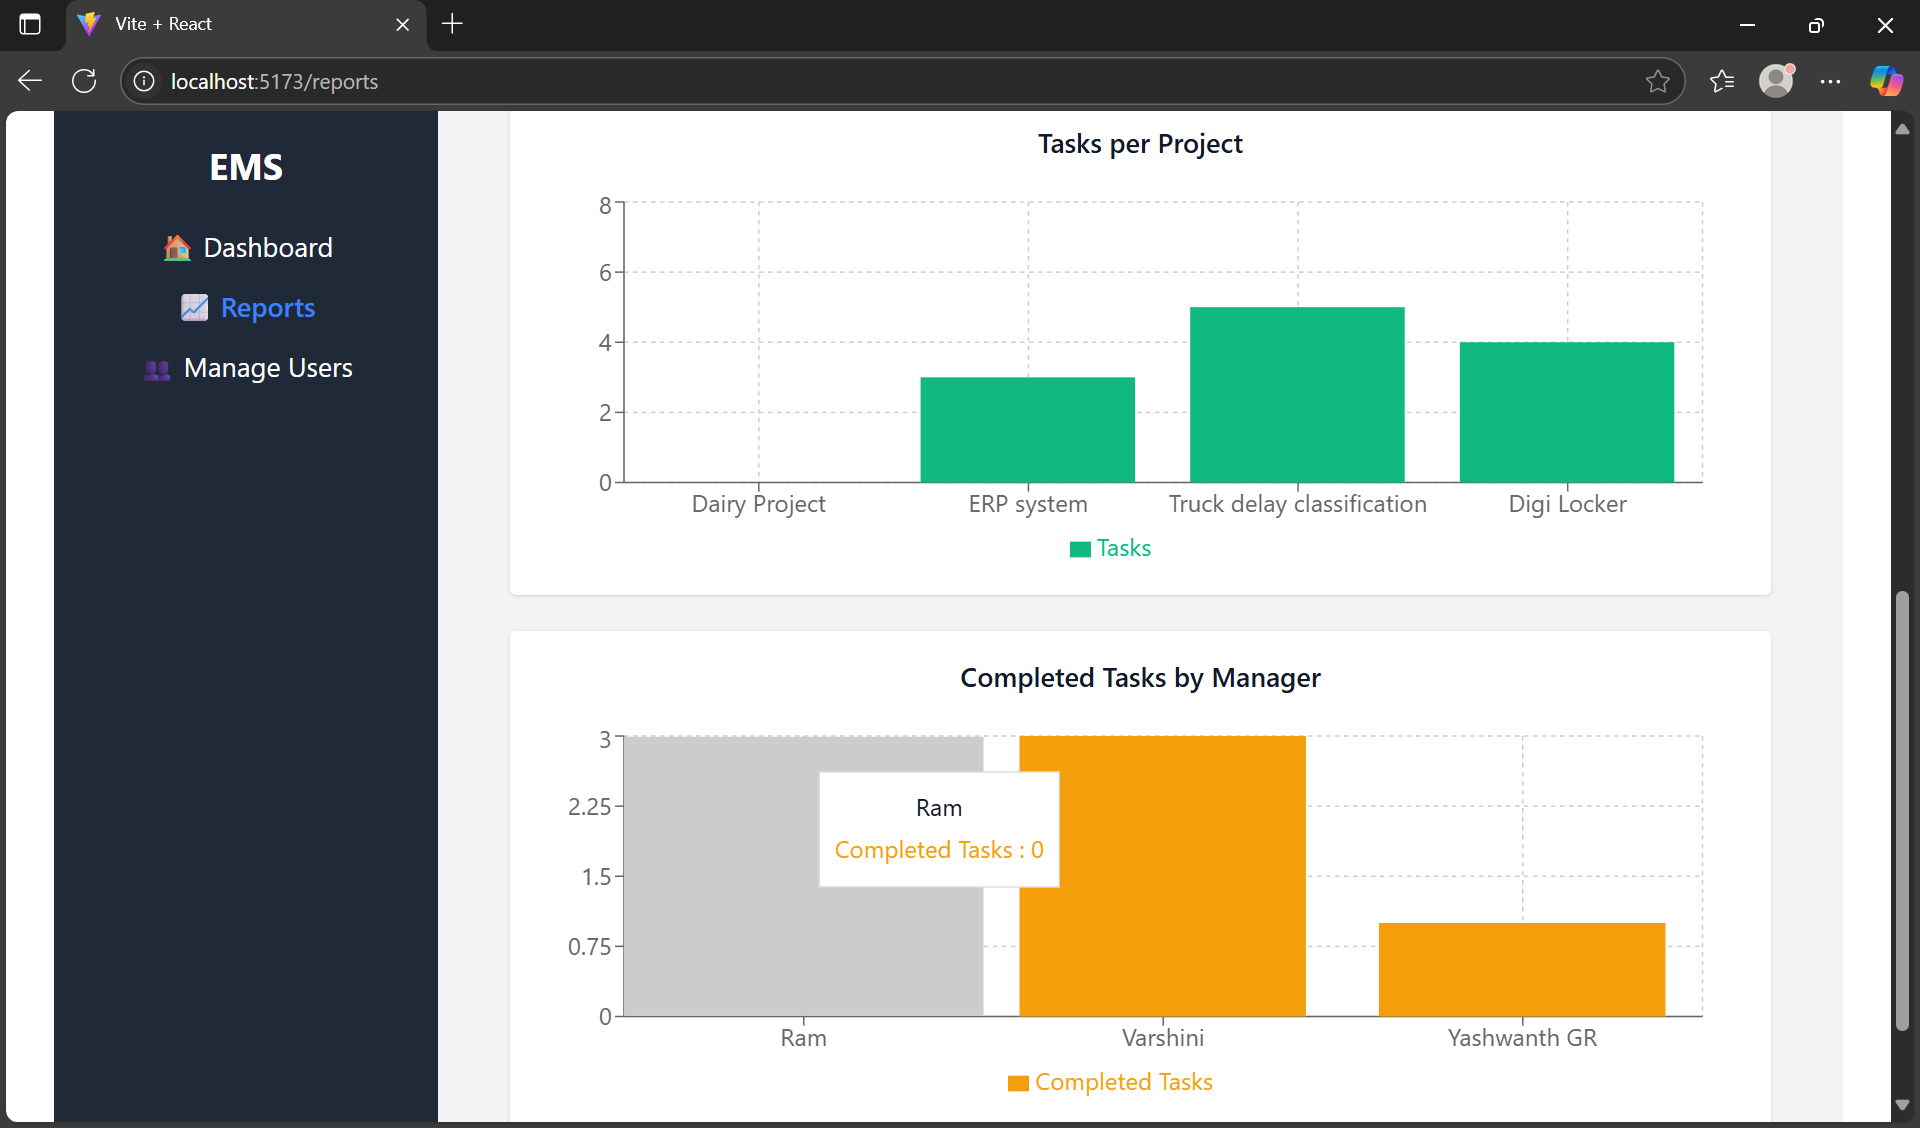 Vite + React
localhost:5173/reports
EMS
Dashboard
Reports
Manage Users
Tasks per Project
8
6
4
2
0
Dairy Project ERP system Truck delay classification Digi Locker
Tasks
Completed Tasks by Manager
3
2.25
1.5
0.75
0
Ram
Completed Tasks : 0
Ram Varshini Yashwanth GR
Completed Tasks